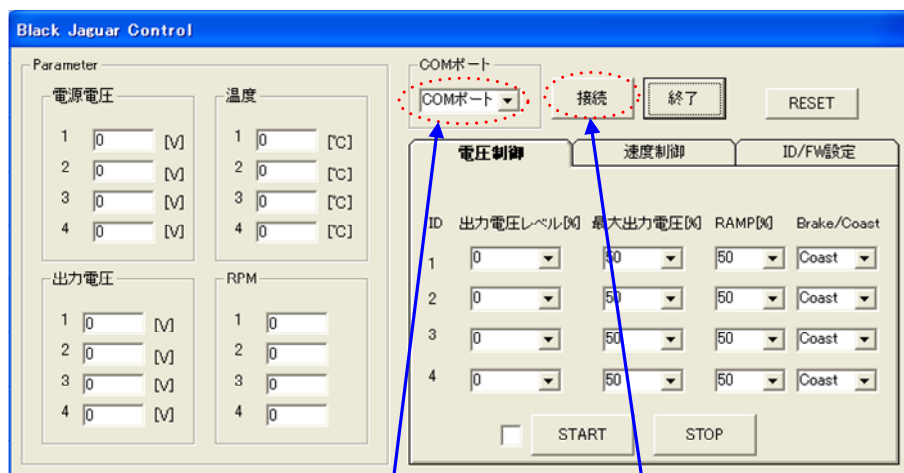 Black Jaguar Control
Parameter
電源電圧
1 0 [V]
2 0 [V]
3 0 [V]
4 0 [V]
温度
1 0 [℃]
2 0 [℃]
3 0 [℃]
4 0 [℃]
出力電圧
1 0 [V]
2 0 [V]
3 0 [V]
4 0 [V]
RPM
1 0
2 0
3 0
4 0
COMポート
COMポート
接続
終了
RESET
電圧制御 速度制御 ID/FW設定
ID 出力電圧レベル[%] 最大出力電圧[%] RAMP[%] Brake/Coast
1 0 50 50 Coast
2 0 50 50 Coast
3 0 50 50 Coast
4 0 50 50 Coast
START STOP